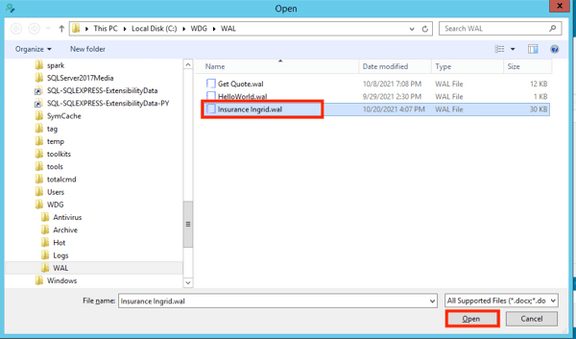 Open
x
This PC ▸ Local Disk (C:) ▸ WDG ▸ WAL
Search WAL
Organize
New folder
spark
SQLServer2017Media
SQL-SQLEXPRESS-ExtensibilityData
SQL-SQLEXPRESS-ExtensibilityData-PY
SymCache
tag
temp
toolkits
tools
totalcmd
Users
WDG
Antivirus
Archive
Hot
Logs
WAL
Windows
Name Date modified Type Size
Get Quote.wal 10/8/2021 7:08 PM WAL File 12 KB
HelloWorld.wal 9/29/2021 2:30 PM WAL File 1 KB
Insurance Ingrid.wal 10/20/2021 4:07 PM WAL File 30 KB
File name: Insurance Ingrid.wal
All Supported Files (*.docx;*.do
Open
Cancel